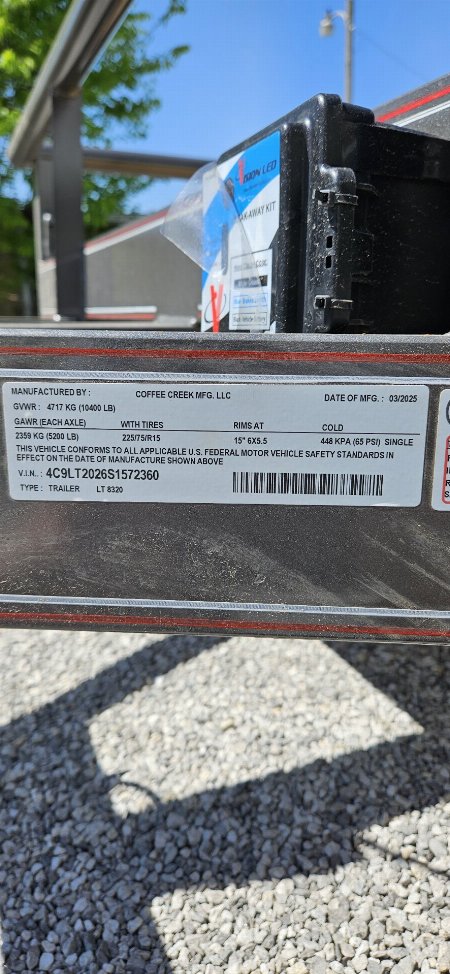 VISION LED
AK-AWAY KIT
MANUFACTURED BY : COFFEE CREEK MFG. LLC DATE OF MFG. : 03/2025
GVWR : 4717 KG (10400 LB)
GAWR (EACH AXLE) WITH TIRES RIMS AT COLD
2359 KG (5200 LB) 225/75/R15 15" 6X5.5 448 KPA (65 PSI) SINGLE
THIS VEHICLE CONFORMS TO ALL APPLICABLE U.S. FEDERAL MOTOR VEHICLE SAFETY STANDARDS IN
EFFECT ON THE DATE OF MANUFACTURE SHOWN ABOVE
V.I.N. : 4C9LT2026S1572360
TYPE : TRAILER LT 8320